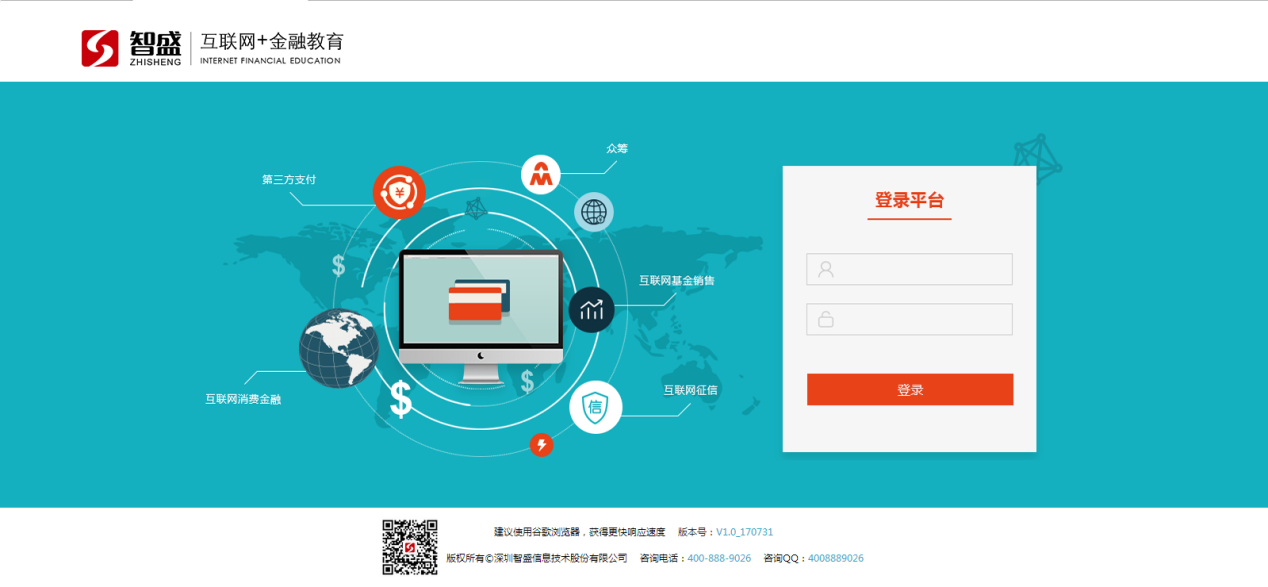 智盛
ZHISHENG
互联网+金融教育
INTERNET FINANCIAL EDUCATION
众筹
第三方支付
登录平台
互联网基金销售
互联网征信
信
互联网消费金融
登录
建议使用谷歌浏览器，获得更快响应速度 版本号：V1.0_170731
版权所有©深圳智盛信息技术股份有限公司 咨询电话：400-888-9026 咨询QQ：4008889026